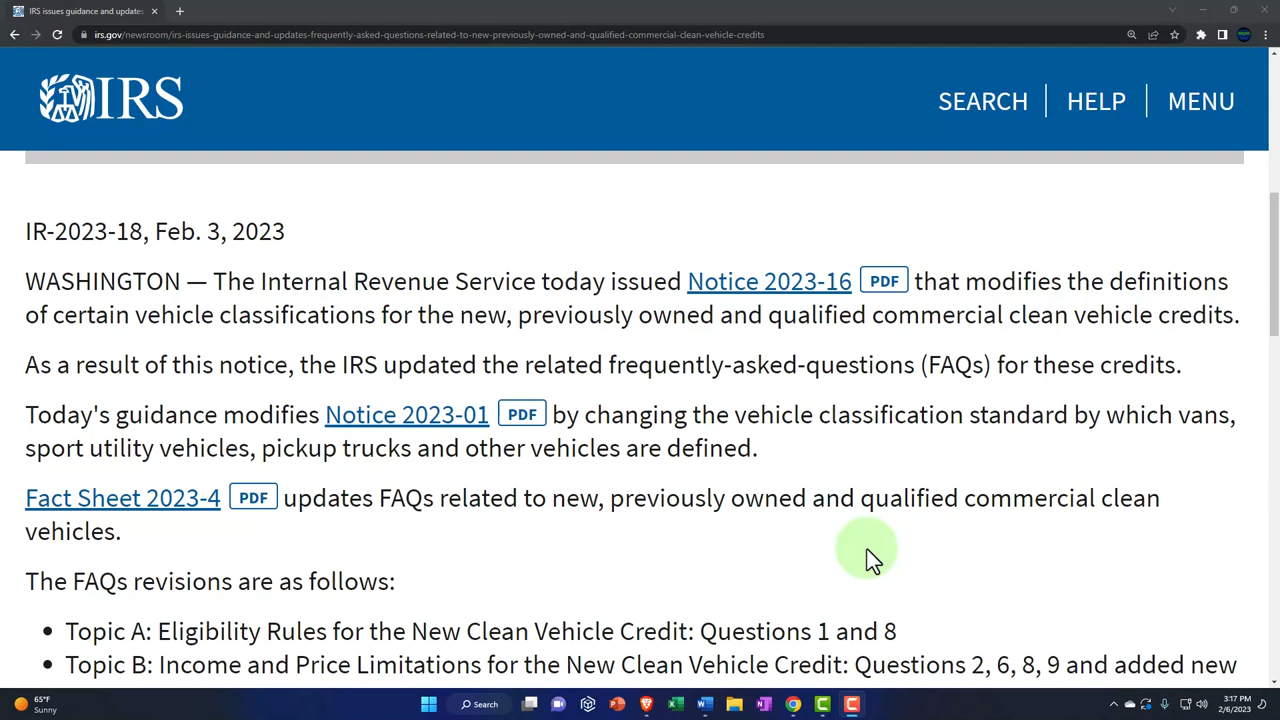 IRS issues guidance and updates
irs.gov/newsroom/irs-issues-guidance-and-updates-frequently-asked-questions-related-to-new-previously-owned-and-qualified-commercial-clean-vehicle-credits
IRS
SEARCH HELP MENU
IR-2023-18, Feb. 3, 2023
WASHINGTON — The Internal Revenue Service today issued Notice 2023-16 PDF that modifies the definitions
of certain vehicle classifications for the new, previously owned and qualified commercial clean vehicle credits.
As a result of this notice, the IRS updated the related frequently-asked-questions (FAQs) for these credits.
Today's guidance modifies Notice 2023-01 PDF by changing the vehicle classification standard by which vans,
sport utility vehicles, pickup trucks and other vehicles are defined.
Fact Sheet 2023-4 PDF updates FAQs related to new, previously owned and qualified commercial clean
vehicles.
The FAQs revisions are as follows:
• Topic A: Eligibility Rules for the New Clean Vehicle Credit: Questions 1 and 8
• Topic B: Income and Price Limitations for the New Clean Vehicle Credit: Questions 2, 6, 8, 9 and added new
65°F
Sunny
Search
3:17 PM
2/6/2023